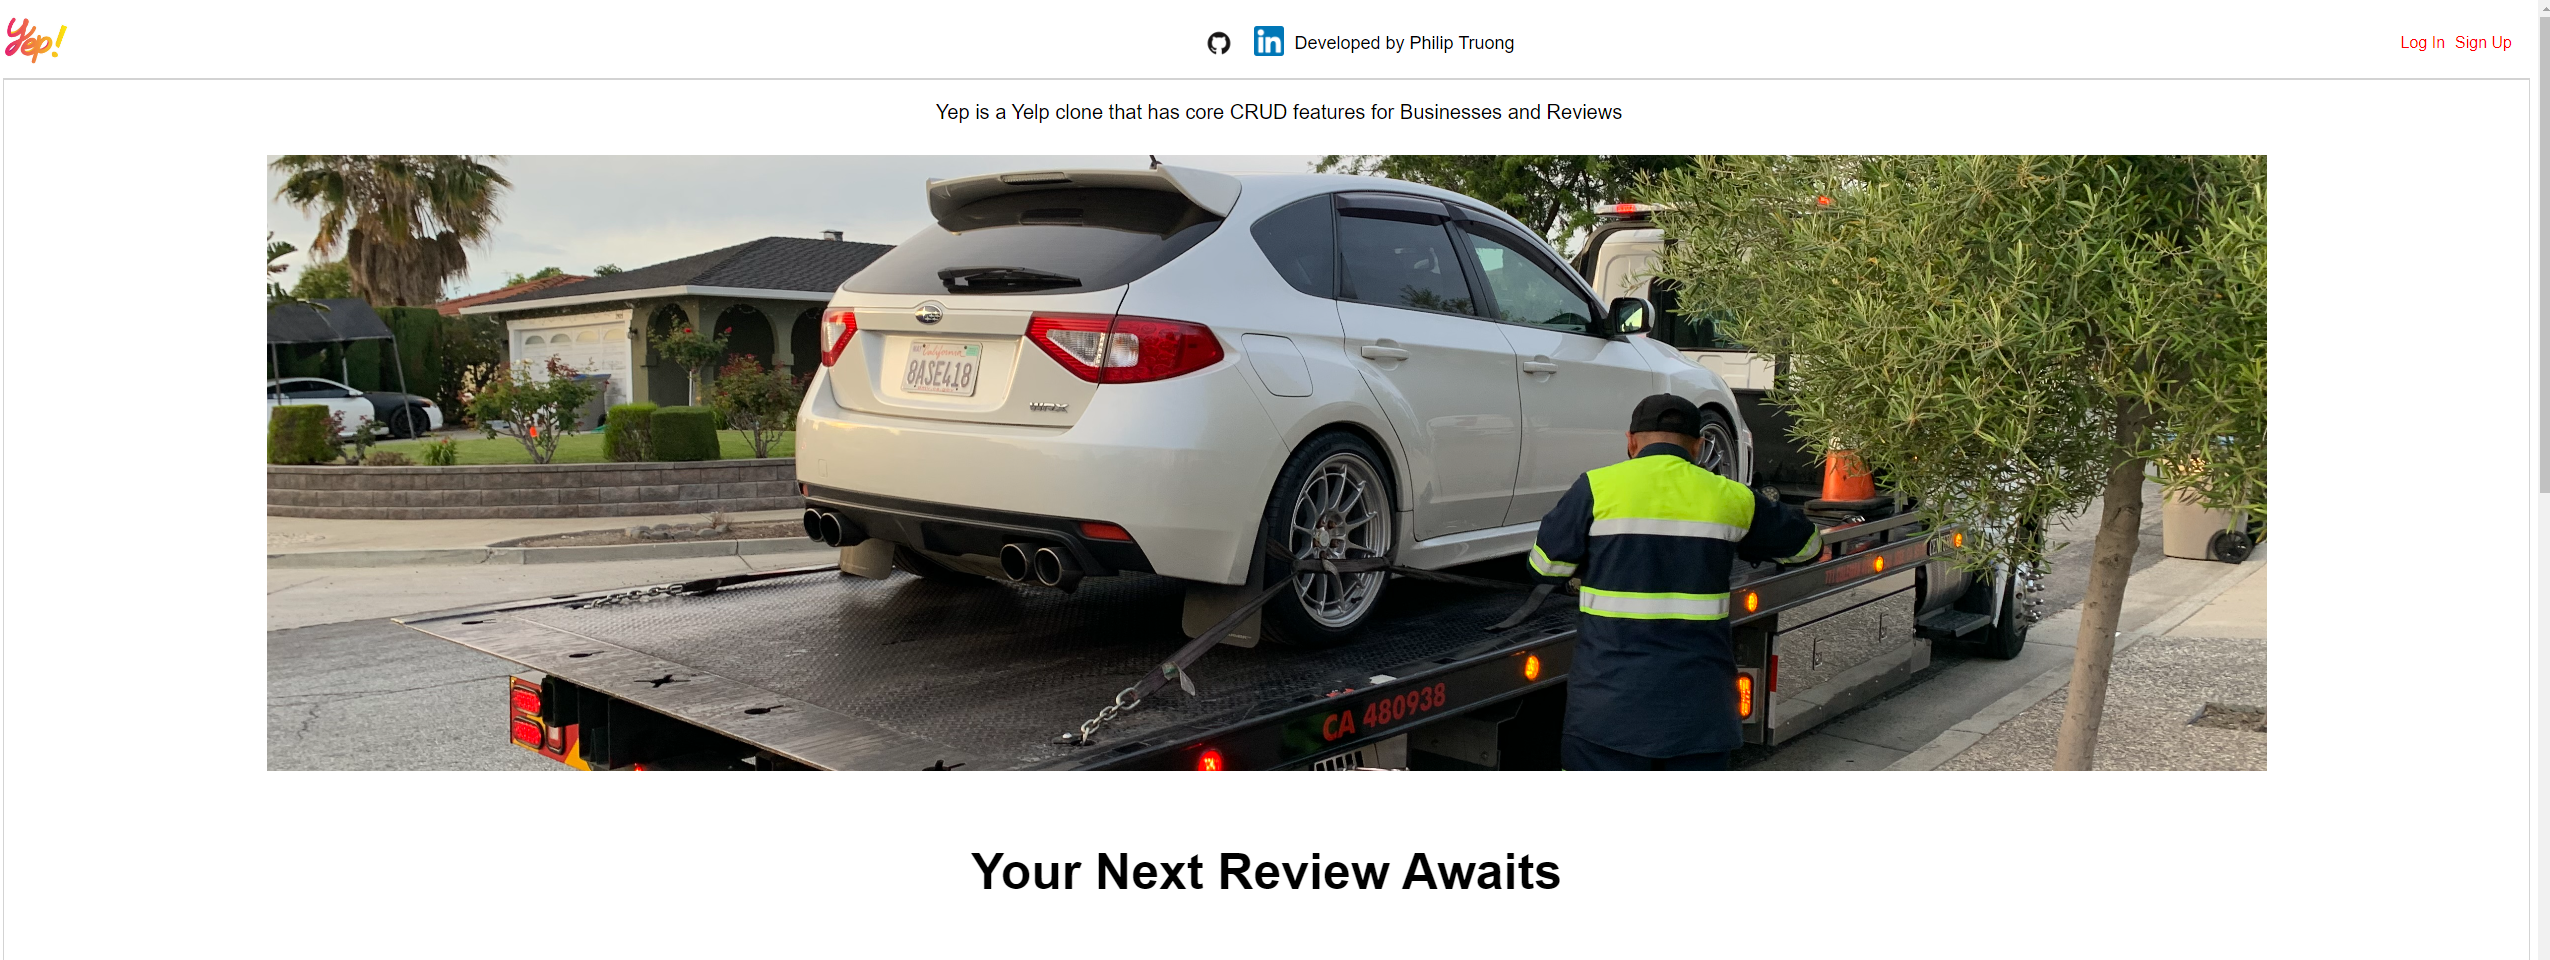 Yep!
Developed by Philip Truong
Log In Sign Up
Yep is a Yelp clone that has core CRUD features for Businesses and Reviews
California
8ASE418
WRX
CA 480938
Your Next Review Awaits